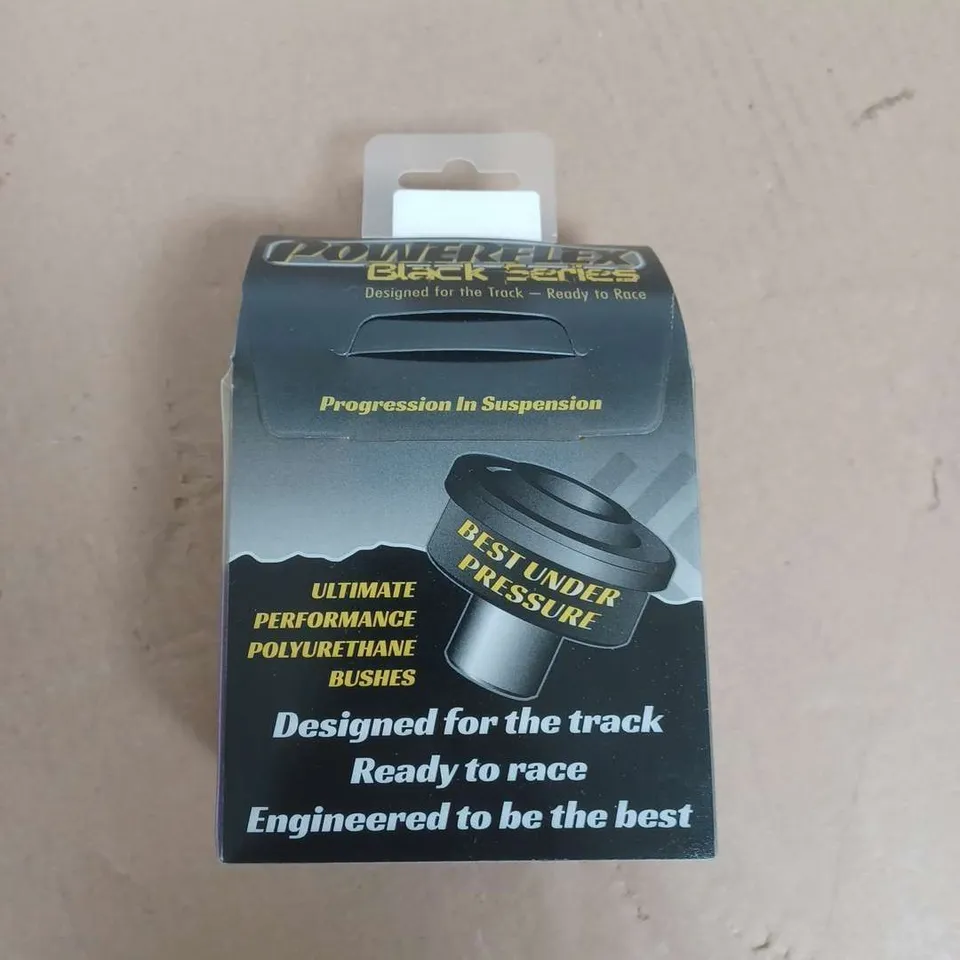 POWERFLEX
Black Series
Designed for the Track – Ready to Race
Progression In Suspension
BEST UNDER
PRESSURE
ULTIMATE
PERFORMANCE
POLYURETHANE
BUSHES
Designed for the track
Ready to race
Engineered to be the best